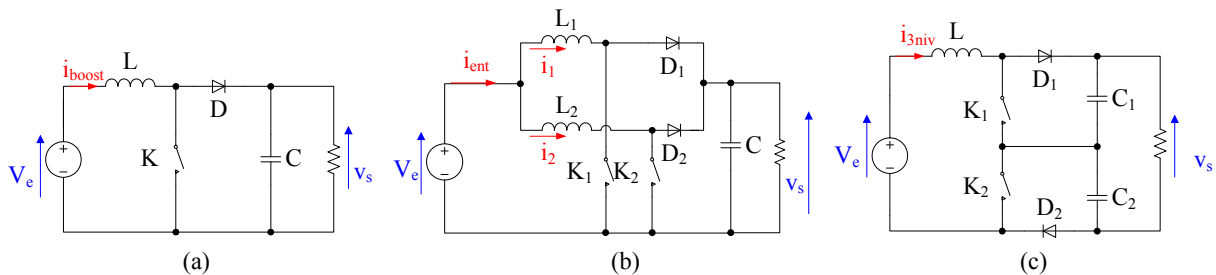 i_boost
L
D
K
C
V_e
v_s
(a)
L_1
i_ent
i_1
D_1
L_2
i_2
D_2
K_1 K_2
C
V_e
v_s
(b)
i_3niv
L
D_1
K_1
C_1
V_e
v_s
K_2
C_2
D_2
(c)